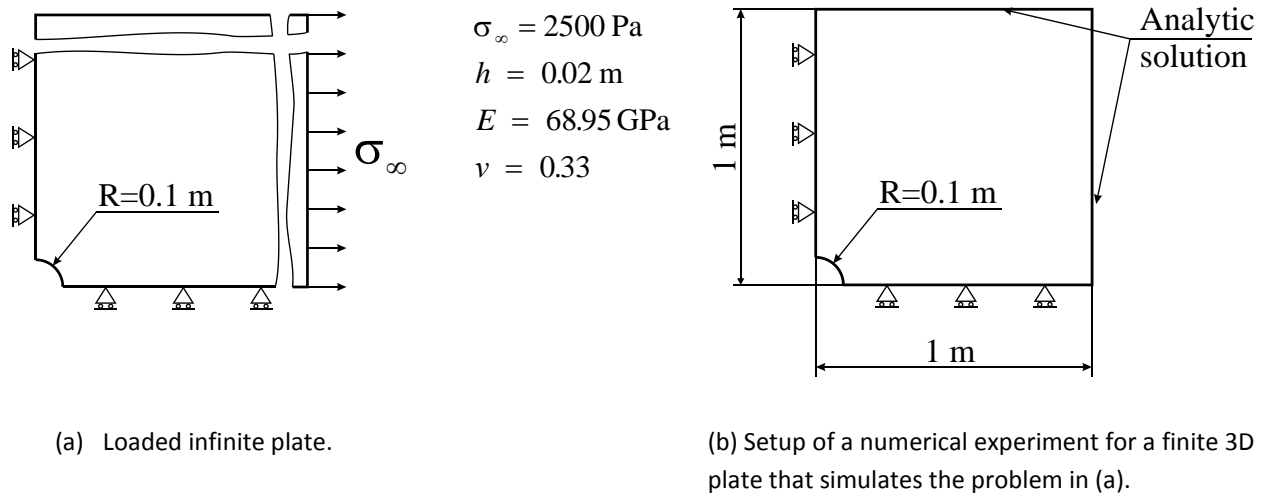 σ∞ = 2500 Pa
h = 0.02 m
E = 68.95 GPa
ν = 0.33
σ∞
R=0.1 m
Analytic
solution
1 m
R=0.1 m
1 m
(a) Loaded infinite plate.
(b) Setup of a numerical experiment for a finite 3D
plate that simulates the problem in (a).